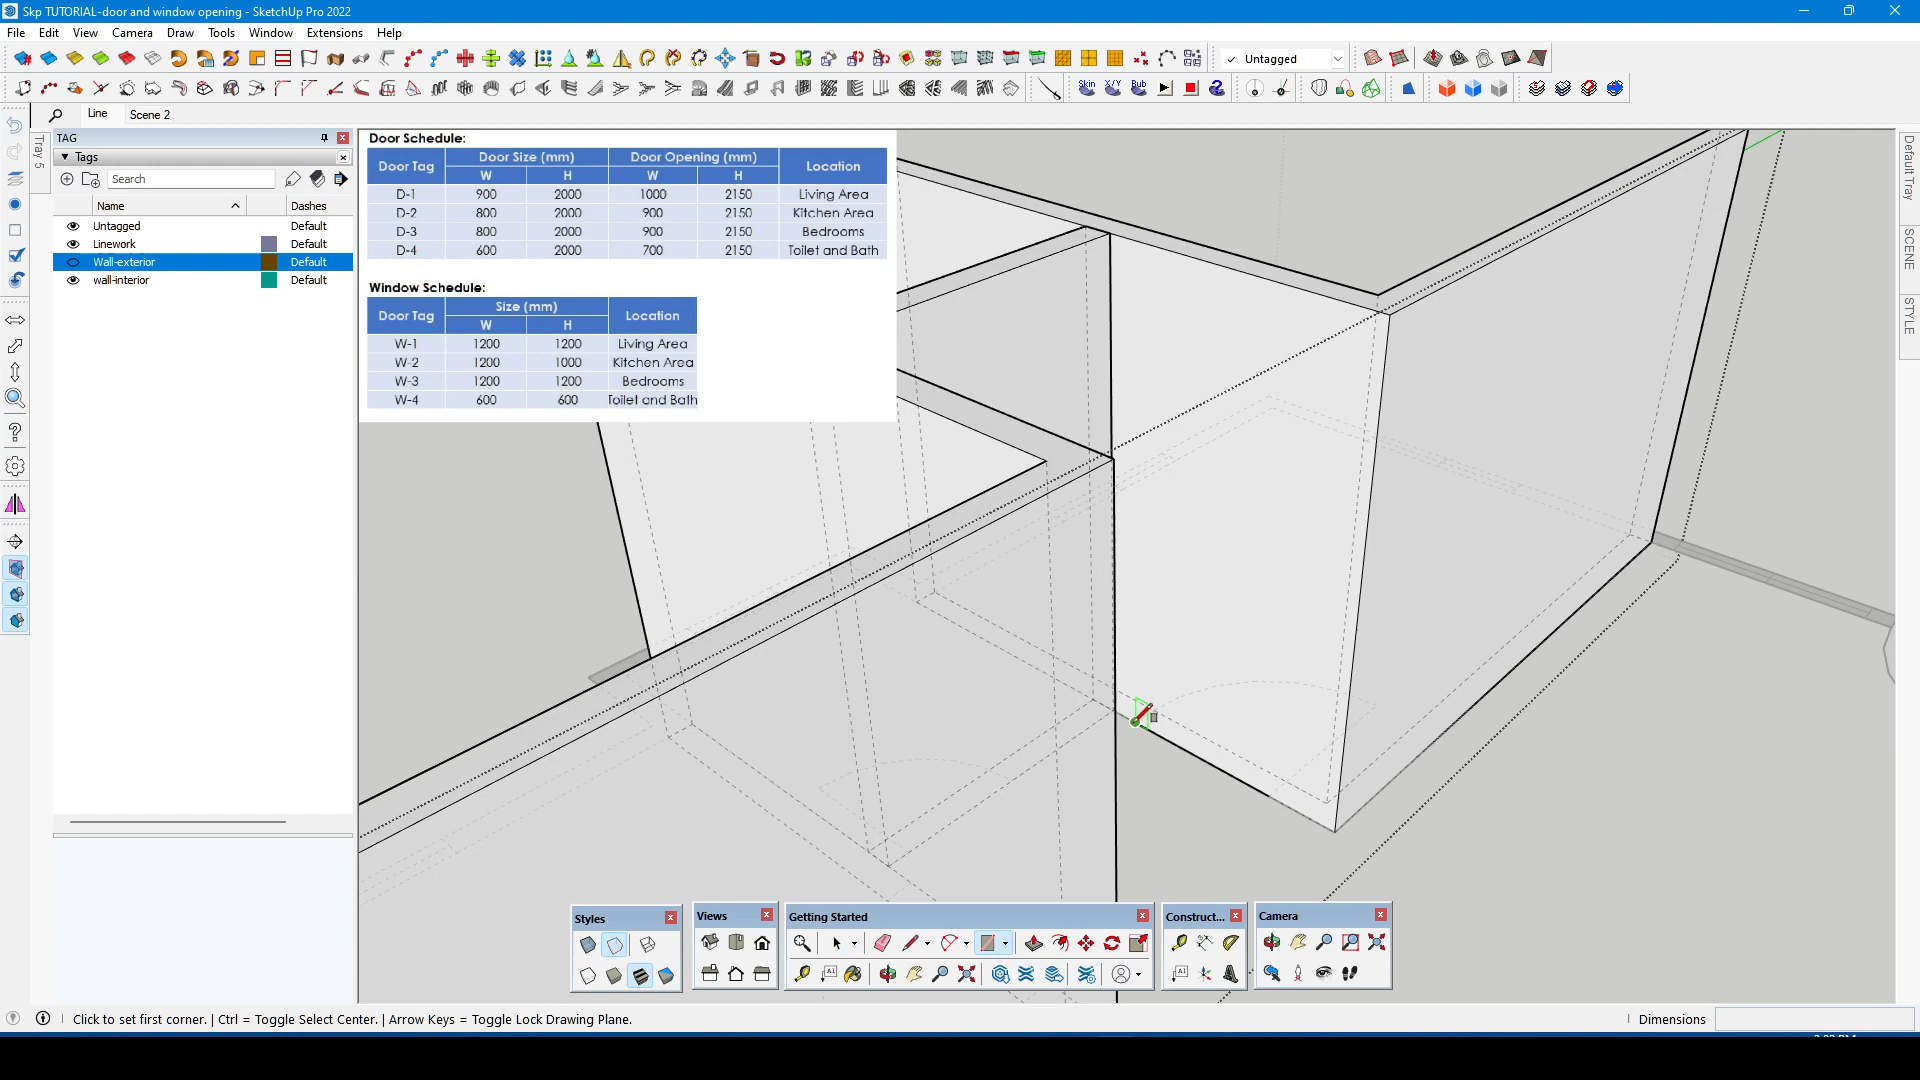 Skp TUTORIAL-door and window opening - SketchUp Pro 2022
File Edit View Camera Draw Tools Window Extensions Help
Untagged
Skin X/Y Bub
Line Scene 2
TAG
Tags
Search
Name Dashes
Untagged Default
Linework Default
Wall-exterior Default
wall-interior Default
Tray 5
Door Schedule:
Door Tag Door Size (mm) Door Opening (mm) Location
W H W H
D-1 900 2000 1000 2150 Living Area
D-2 800 2000 900 2150 Kitchen Area
D-3 800 2000 900 2150 Bedrooms
D-4 600 2000 700 2150 Toilet and Bath
Window Schedule:
Door Tag Size (mm) Location
W H
W-1 1200 1200 Living Area
W-2 1200 1000 Kitchen Area
W-3 1200 1200 Bedrooms
W-4 600 600 Toilet and Bath
Default Tray
SCENE
STYLE
Styles
Views
Getting Started
Construct...
Camera
Click to set first corner. | Ctrl = Toggle Select Center. | Arrow Keys = Toggle Lock Drawing Plane.
Dimensions